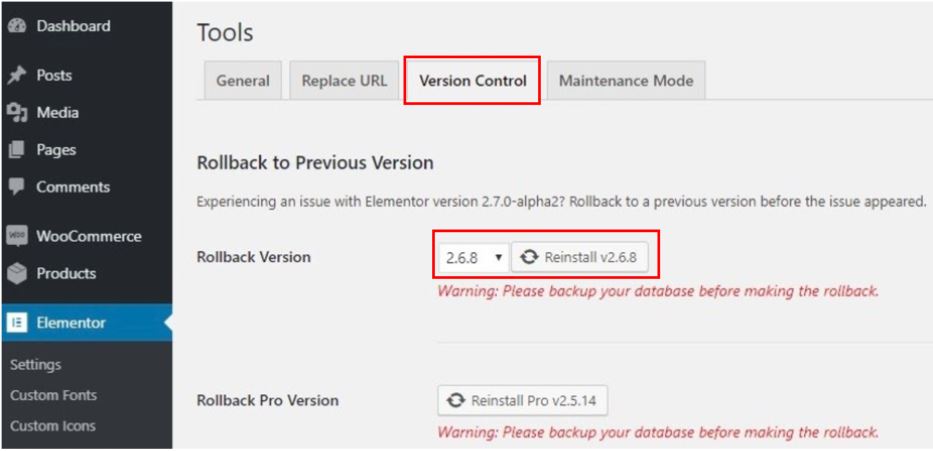 Dashboard
Posts
Media
Pages
Comments
WOO
WooCommerce
Products
Elementor
Settings
Custom Fonts
Custom Icons
Tools
General
Replace URL
Version Control
Maintenance Mode
Rollback to Previous Version
Experiencing an issue with Elementor version 2.7.0-alpha2? Rollback to a previous version before the issue appeared.
Rollback Version
2.6.8
Reinstall v2.6.8
Warning: Please backup your database before making the rollback.
Rollback Pro Version
Reinstall Pro v2.5.14
Warning: Please backup your database before making the rollback.